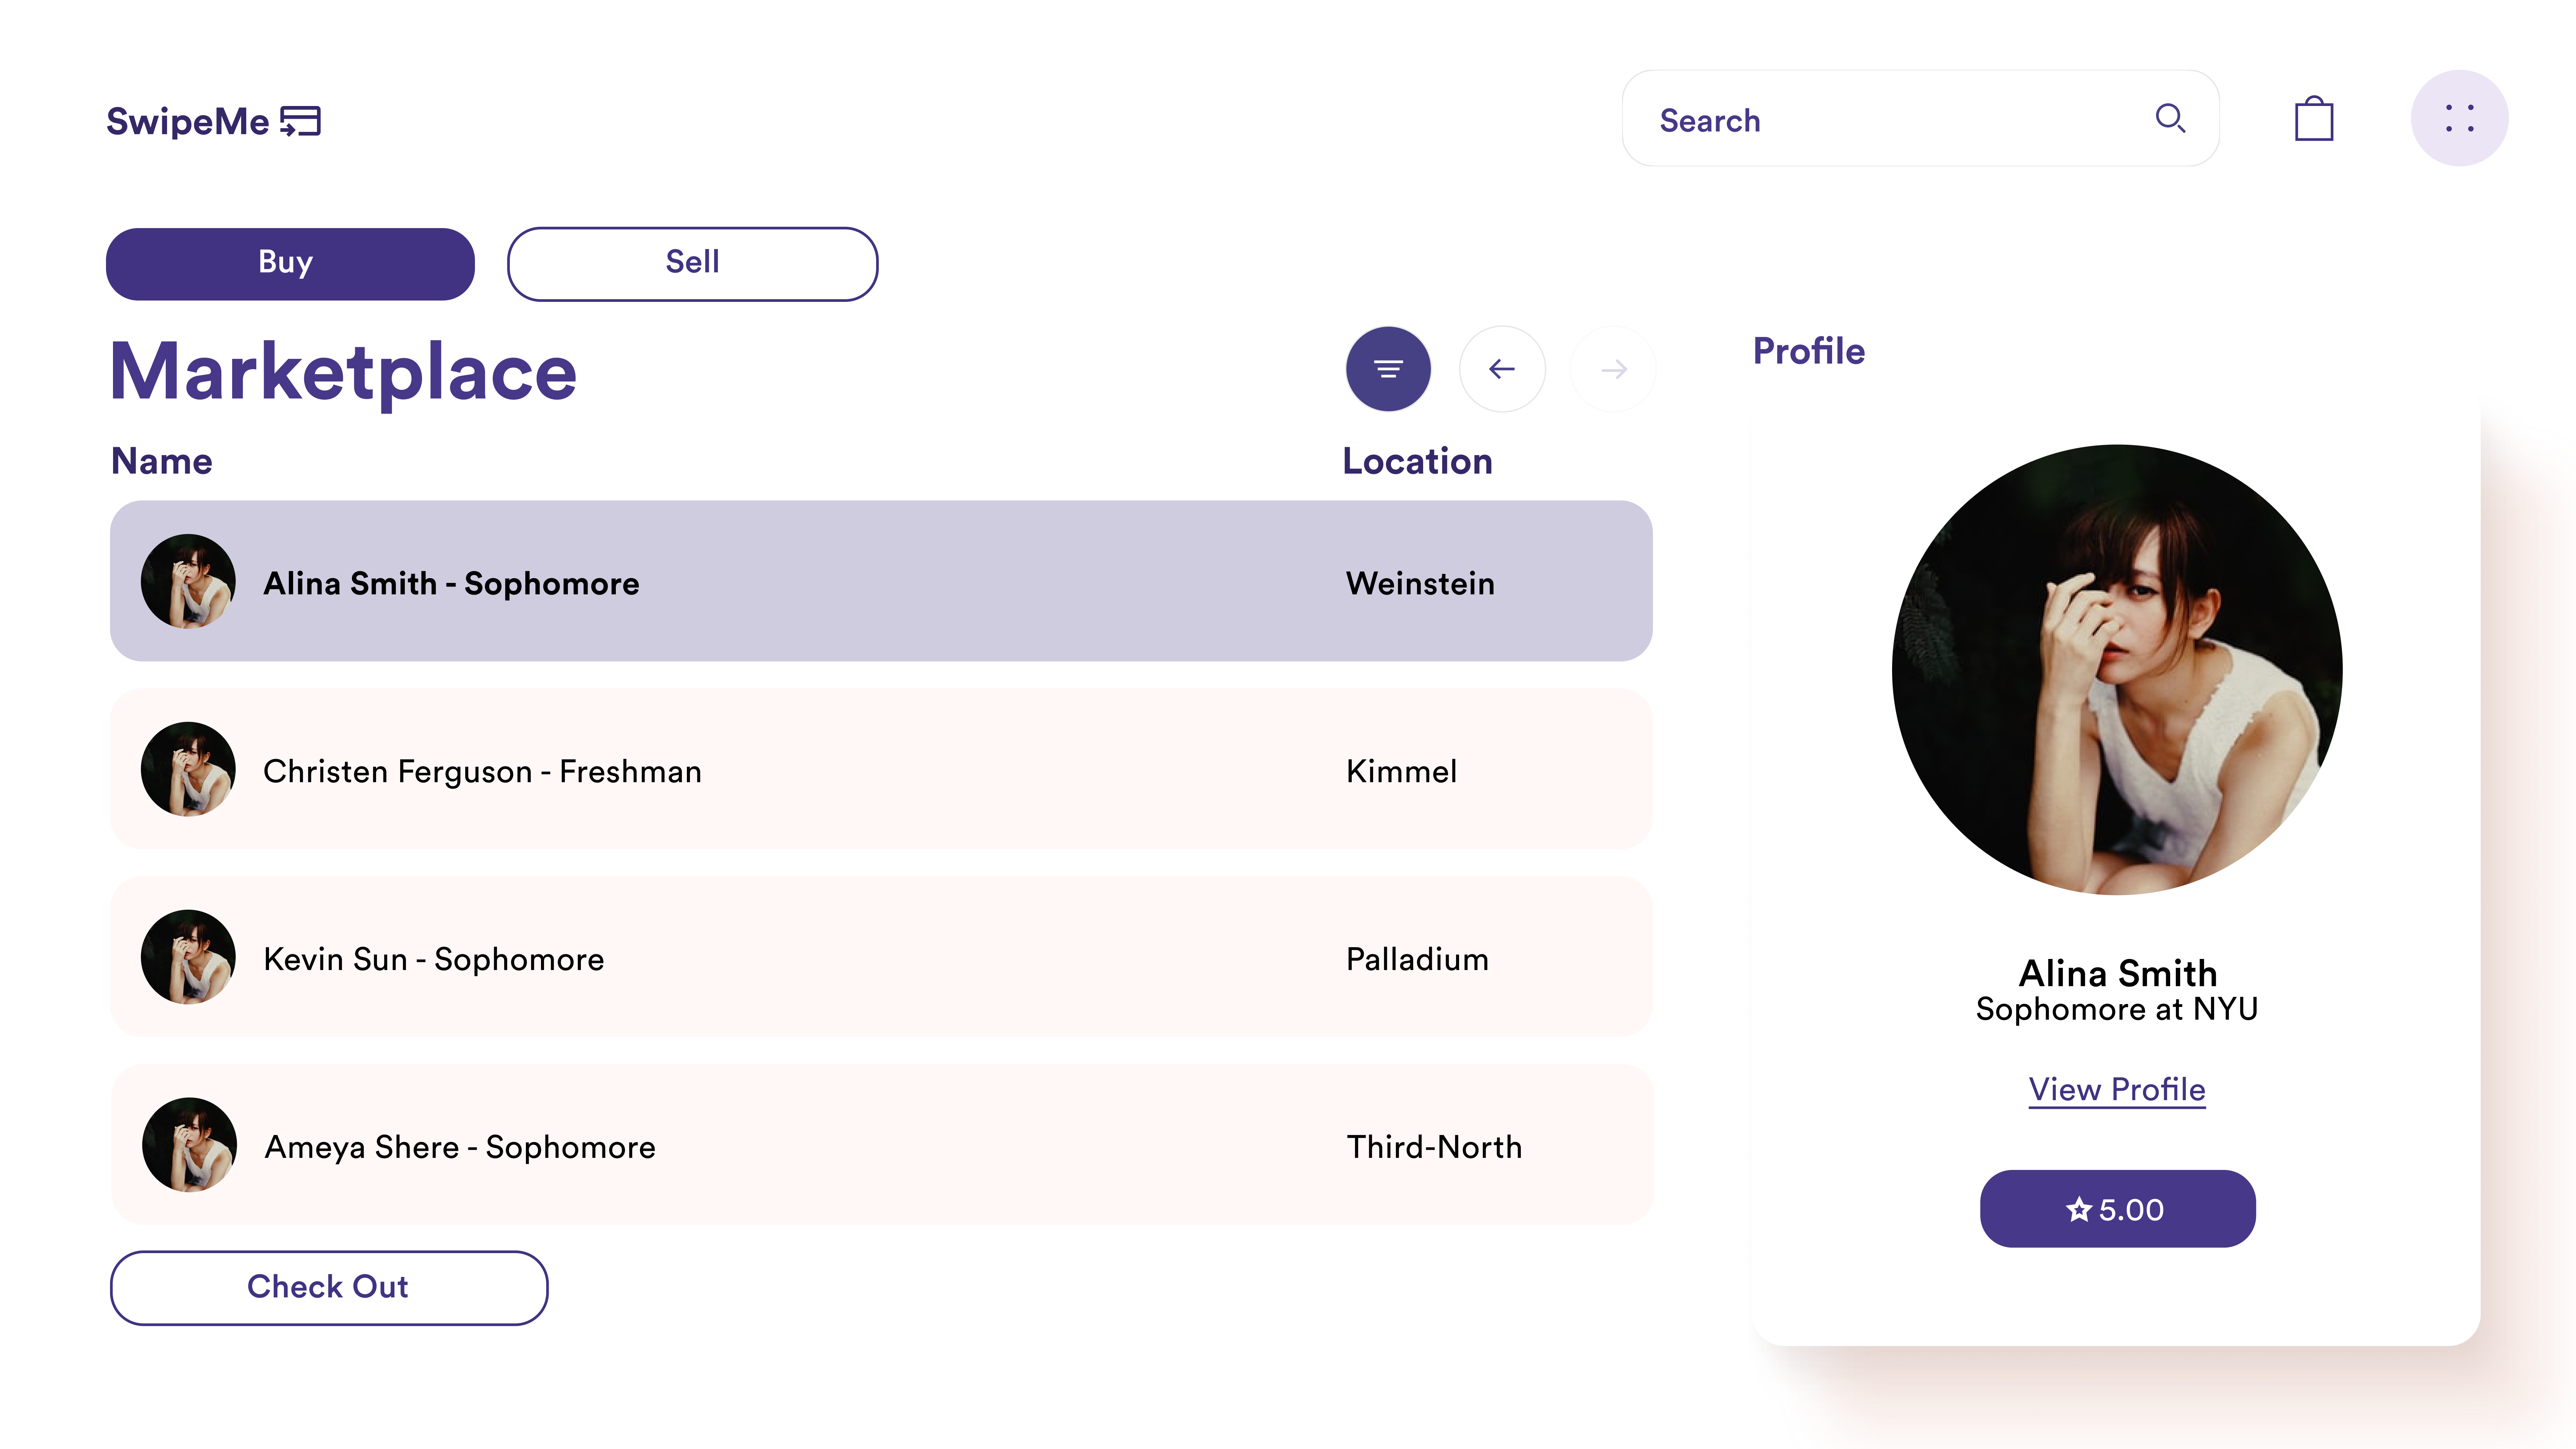 SwipeMe
Search
Buy
Sell
Marketplace
Profile
Name
Location
Alina Smith - Sophomore
Weinstein
Christen Ferguson - Freshman
Kimmel
Kevin Sun - Sophomore
Palladium
Ameya Shere - Sophomore
Third-North
Check Out
Alina Smith
Sophomore at NYU
View Profile
5.00